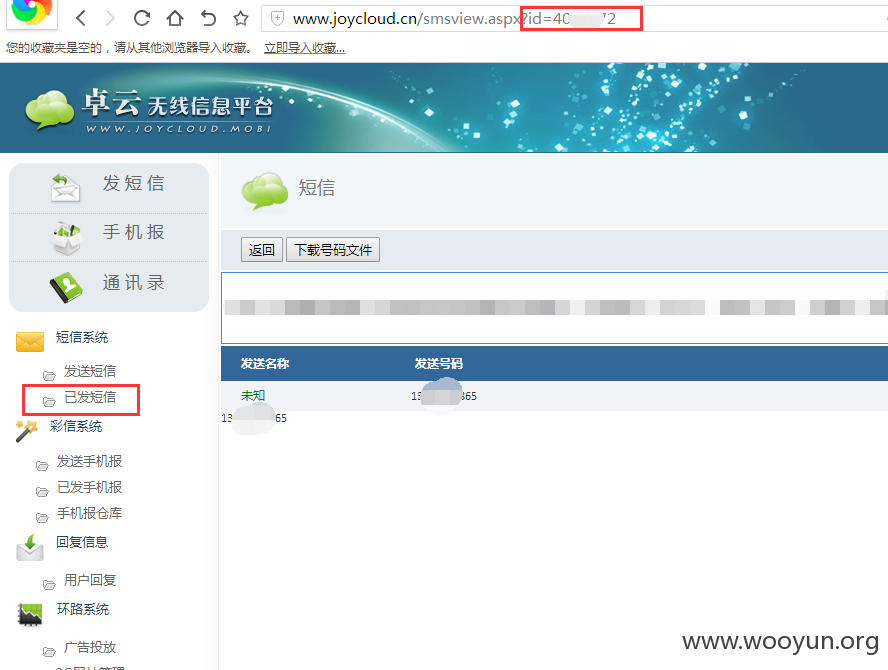 www.joycloud.cn/smsview.aspx?id=40 72
您的收藏夹是空的，请从其他浏览器导入收藏。 立即导入收藏...
卓云 无线信息平台
WWW.JOYCLOUD.MOBI
发短信
手机报
通讯录
短信系统
发送短信
已发短信
彩信系统
发送手机报
已发手机报
手机报仓库
回复信息
用户回复
环路系统
广告投放
短信
返回 下载号码文件
发送名称 发送号码
未知 13 365
13 65
www.wooyun.org